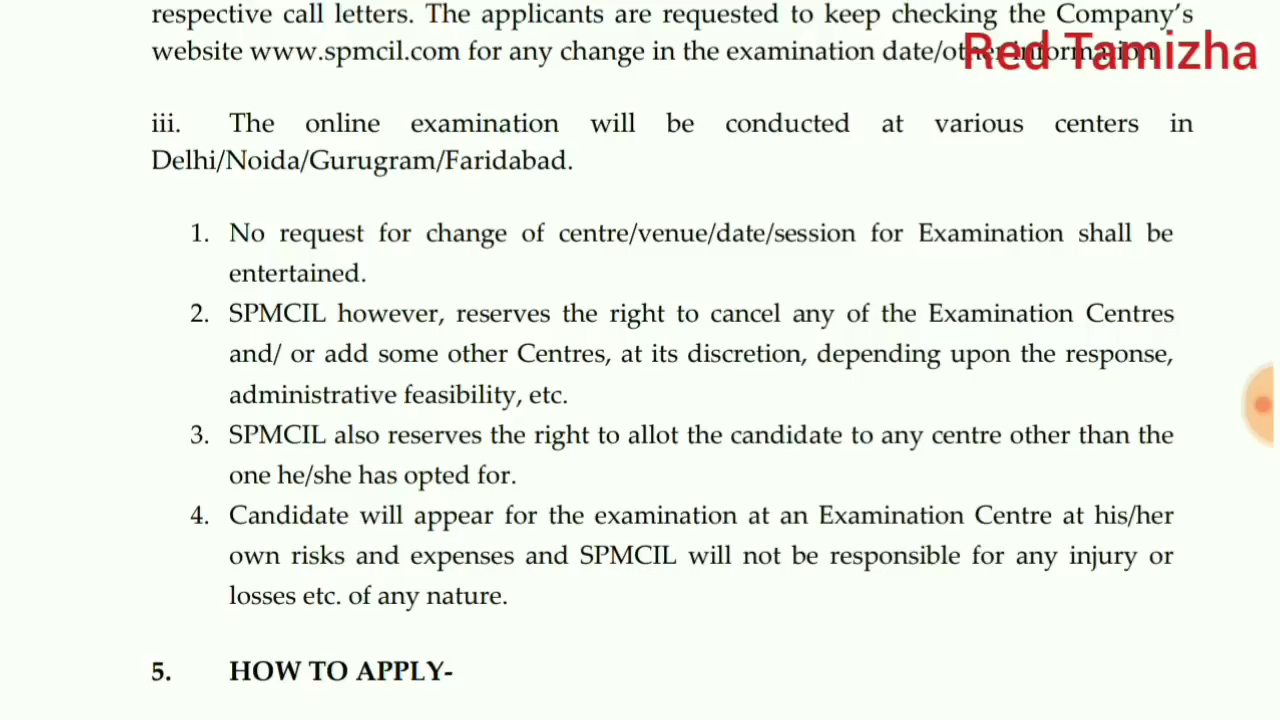 respective call letters. The applicants are requested to keep checking the Company's
website www.spmcil.com for any change in the examination date/other information.
Red Tamizha
iii. The online examination will be conducted at various centers in
Delhi/Noida/Gurugram/Faridabad.
1. No request for change of centre/venue/date/session for Examination shall be
entertained.
2. SPMCIL however, reserves the right to cancel any of the Examination Centres
and/ or add some other Centres, at its discretion, depending upon the response,
administrative feasibility, etc.
3. SPMCIL also reserves the right to allot the candidate to any centre other than the
one he/she has opted for.
4. Candidate will appear for the examination at an Examination Centre at his/her
own risks and expenses and SPMCIL will not be responsible for any injury or
losses etc. of any nature.
5. HOW TO APPLY-